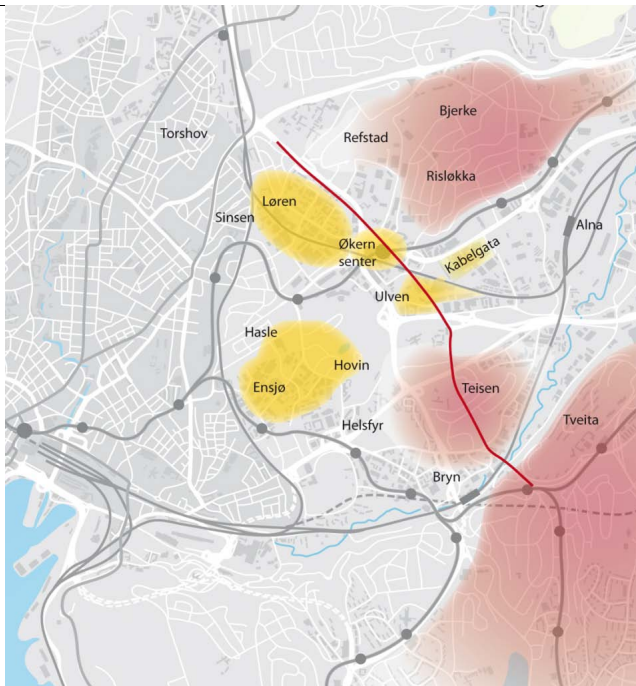 Bjerke
Torshov
Refstad
Risløkka
Løren
Sinsen
Alna
Økern
senter
Kabelgata
Ulven
Hasle
Hovin
Ensjø
Teisen
Helsfyr
Tveita
Bryn